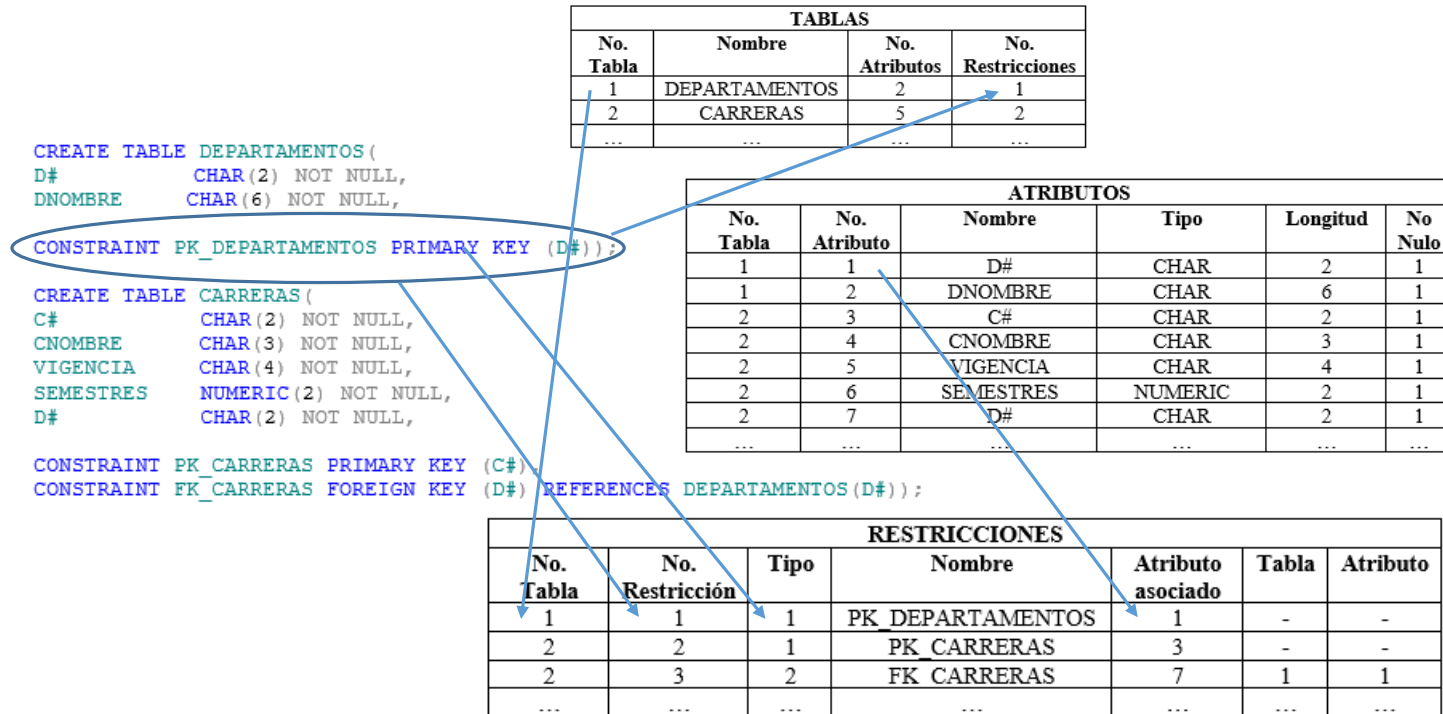 TABLAS
No. Tabla Nombre No. Atributos No. Restricciones
1 DEPARTAMENTOS 2 1
2 CARRERAS 5 2
... ... ... ...
CREATE TABLE DEPARTAMENTOS(
D# CHAR(2) NOT NULL,
DNOMBRE CHAR(6) NOT NULL,
CONSTRAINT PK_DEPARTAMENTOS PRIMARY KEY (D#));
CREATE TABLE CARRERAS(
C# CHAR(2) NOT NULL,
CNOMBRE CHAR(3) NOT NULL,
VIGENCIA CHAR(4) NOT NULL,
SEMESTRES NUMERIC(2) NOT NULL,
D# CHAR(2) NOT NULL,
CONSTRAINT PK_CARRERAS PRIMARY KEY (C#),
CONSTRAINT FK_CARRERAS FOREIGN KEY (D#) REFERENCES DEPARTAMENTOS(D#));
ATRIBUTOS
No. Tabla No. Atributo Nombre Tipo Longitud No Nulo
1 1 D# CHAR 2 1
1 2 DNOMBRE CHAR 6 1
2 3 C# CHAR 2 1
2 4 CNOMBRE CHAR 3 1
2 5 VIGENCIA CHAR 4 1
2 6 SEMESTRES NUMERIC 2 1
2 7 D# CHAR 2 1
... ... ... ... ... ...
RESTRICCIONES
No. Tabla No. Restricción Tipo Nombre Atributo asociado Tabla Atributo
1 1 1 PK_DEPARTAMENTOS 1 - -
2 2 1 PK_CARRERAS 3 - -
2 3 2 FK_CARRERAS 7 1 1
... ... ... ... ... ... ...